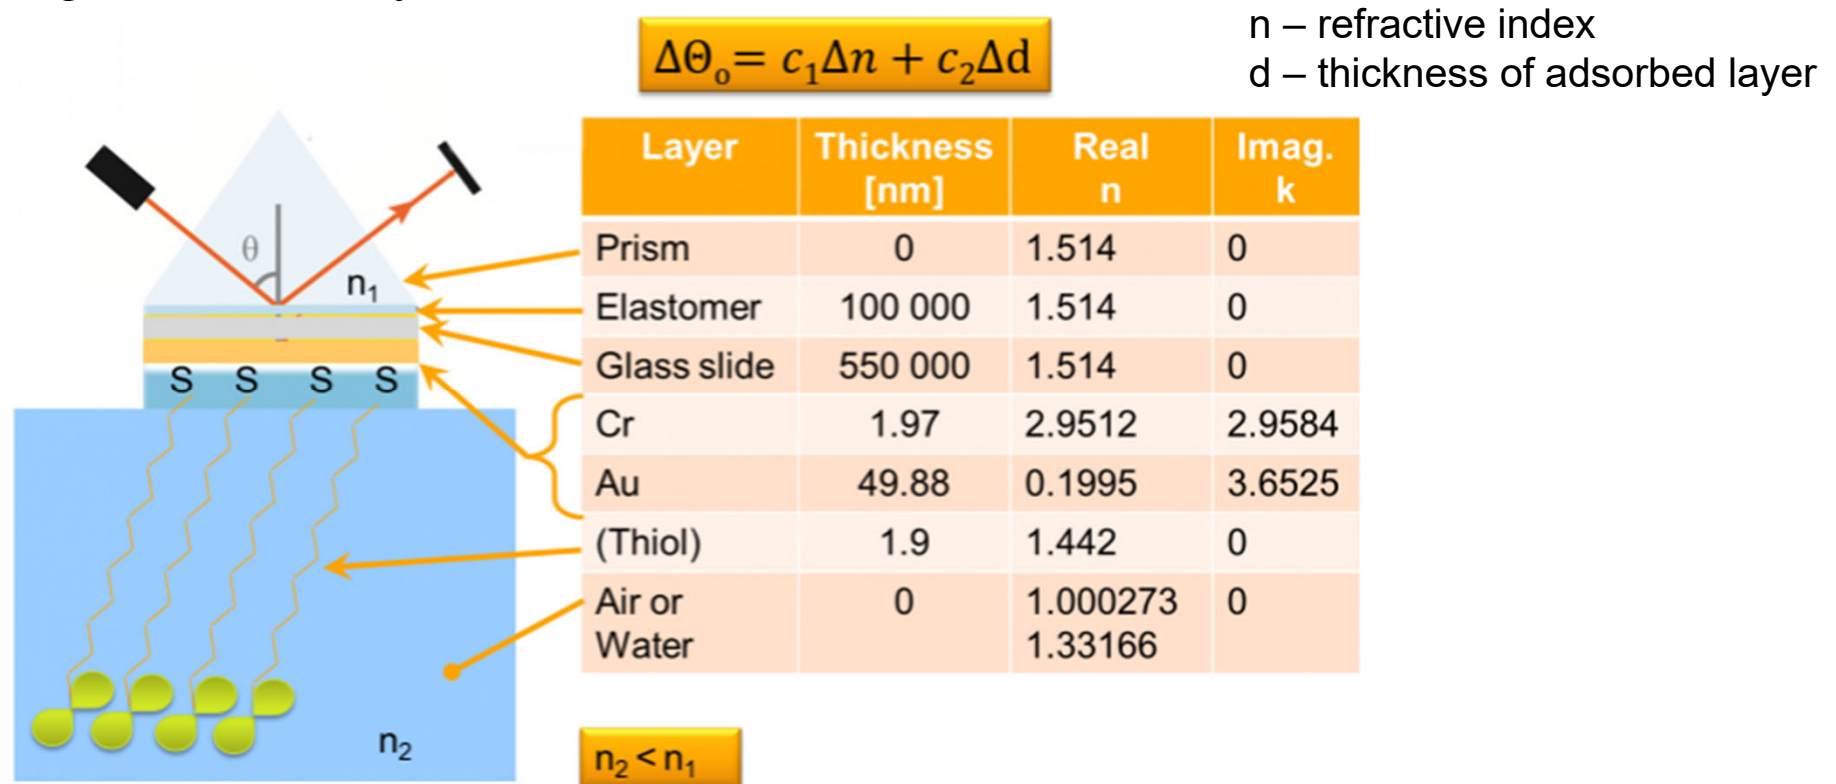 n – refractive index
d – thickness of adsorbed layer
ΔΘₒ= c₁Δn + c₂Δd
θ
n₁
S S S S
n₂
Layer Thickness [nm] Real n Imag. k
Prism 0 1.514 0
Elastomer 100 000 1.514 0
Glass slide 550 000 1.514 0
Cr 1.97 2.9512 2.9584
Au 49.88 0.1995 3.6525
(Thiol) 1.9 1.442 0
Air or 0 1.000273 0
Water 1.33166
n₂ < n₁